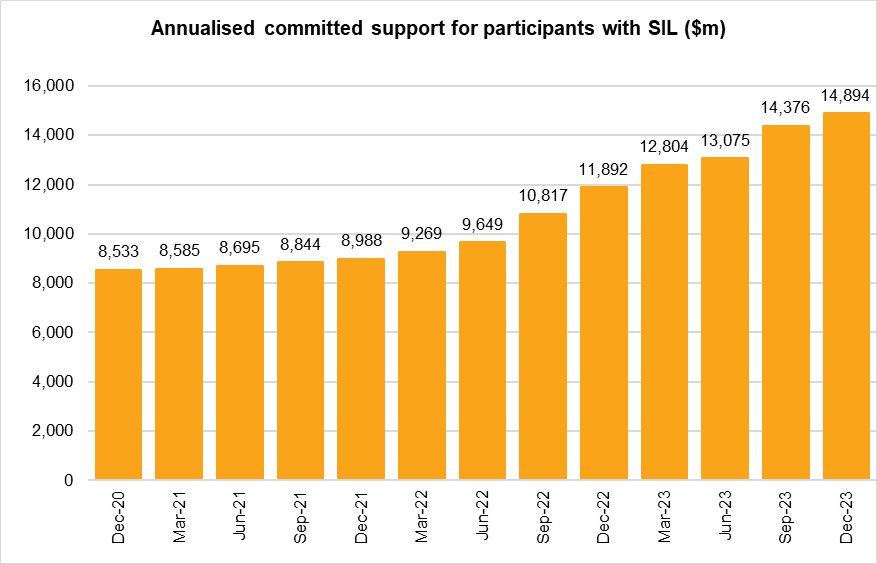 Annualised committed support for participants with SIL ($m)
16,000
14,000
12,000
10,000
8,000
6,000
4,000
2,000
0
8,533
8,585
8,695
8,844
8,988
9,269
9,649
10,817
11,892
12,804
13,075
14,376
14,894
Dec-20
Mar-21
Jun-21
Sep-21
Dec-21
Mar-22
Jun-22
Sep-22
Dec-22
Mar-23
Jun-23
Sep-23
Dec-23